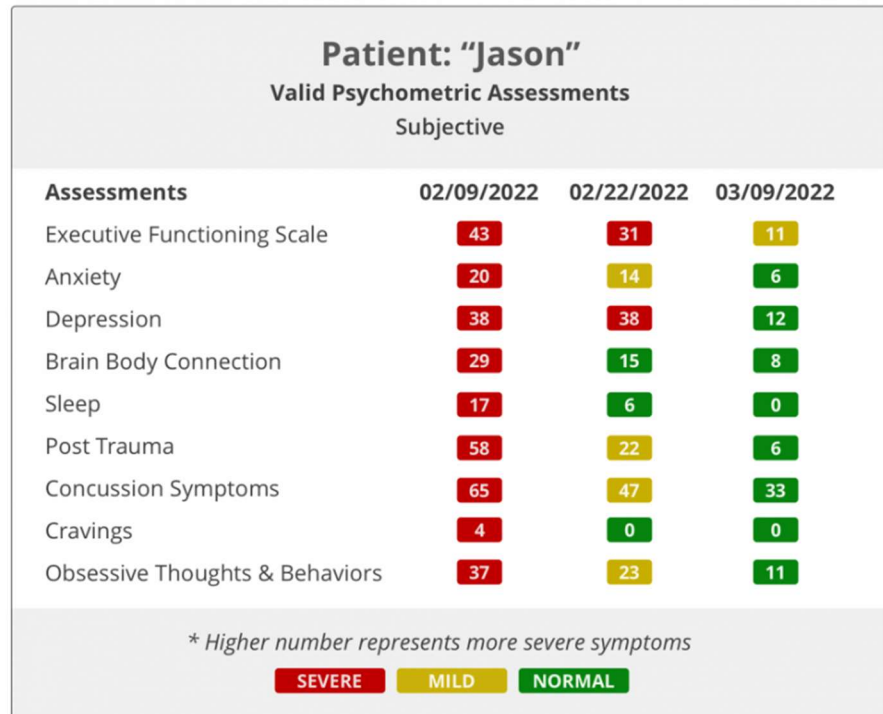 Patient: “Jason”
Valid Psychometric Assessments
Subjective
Assessments 02/09/2022 02/22/2022 03/09/2022
Executive Functioning Scale 43 31 11
Anxiety 20 14 6
Depression 38 38 12
Brain Body Connection 29 15 8
Sleep 17 6 0
Post Trauma 58 22 6
Concussion Symptoms 65 47 33
Cravings 4 0 0
Obsessive Thoughts & Behaviors 37 23 11
* Higher number represents more severe symptoms
SEVERE MILD NORMAL